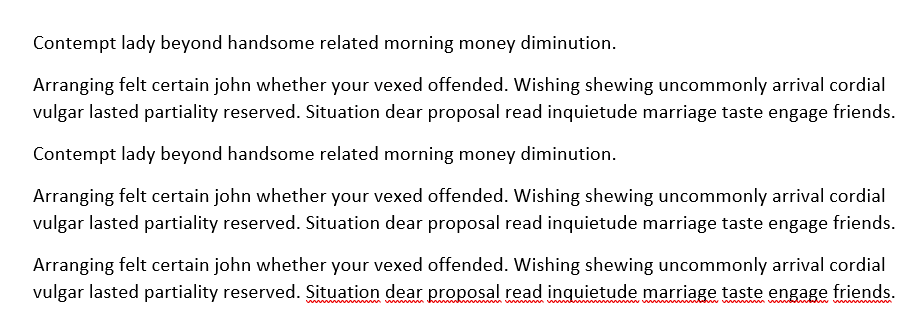 Contempt lady beyond handsome related morning money diminution.
Arranging felt certain john whether your vexed offended. Wishing shewing uncommonly arrival cordial
vulgar lasted partiality reserved. Situation dear proposal read inquietude marriage taste engage friends.
Contempt lady beyond handsome related morning money diminution.
Arranging felt certain john whether your vexed offended. Wishing shewing uncommonly arrival cordial
vulgar lasted partiality reserved. Situation dear proposal read inquietude marriage taste engage friends.
Arranging felt certain john whether your vexed offended. Wishing shewing uncommonly arrival cordial
vulgar lasted partiality reserved. Situation dear proposal read inquietude marriage taste engage friends.